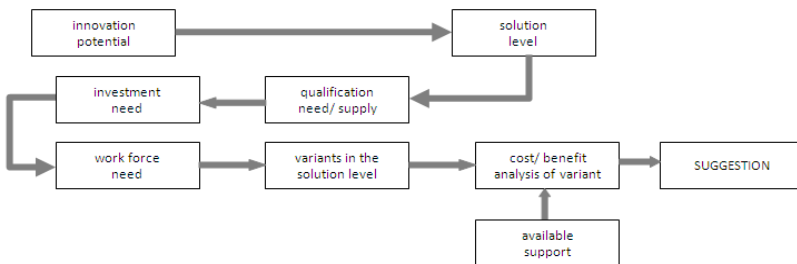 innovation
potential
solution
level
investment
need
qualification
need/ supply
work force
need
variants in the
solution level
cost/ benefit
analysis of variant
SUGGESTION
available
support